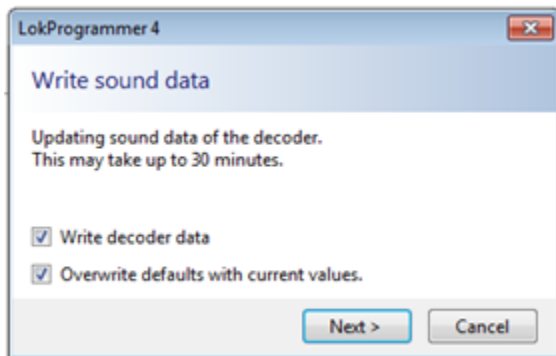 LokProgrammer 4
Write sound data
Updating sound data of the decoder.
This may take up to 30 minutes.
Write decoder data
Overwrite defaults with current values.
Next >
Cancel